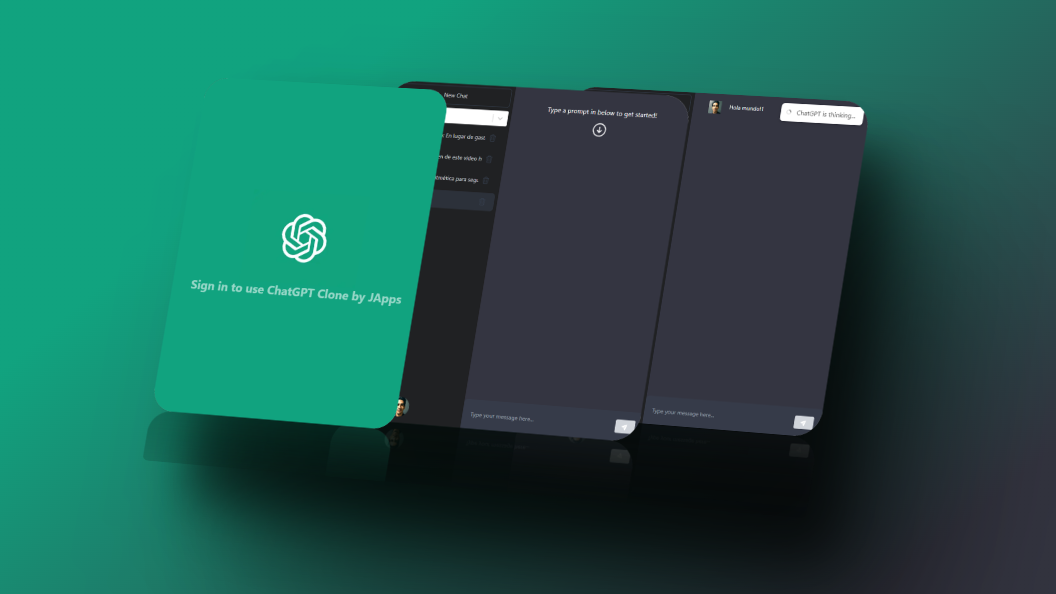 Sign in to use ChatGPT Clone by JApps
New Chat
En lugar de gast
en de este video h
mática para segu
Type a prompt in below to get started!
Type your message here...
Hola mundo!!
ChatGPT is thinking...
Type your message here...